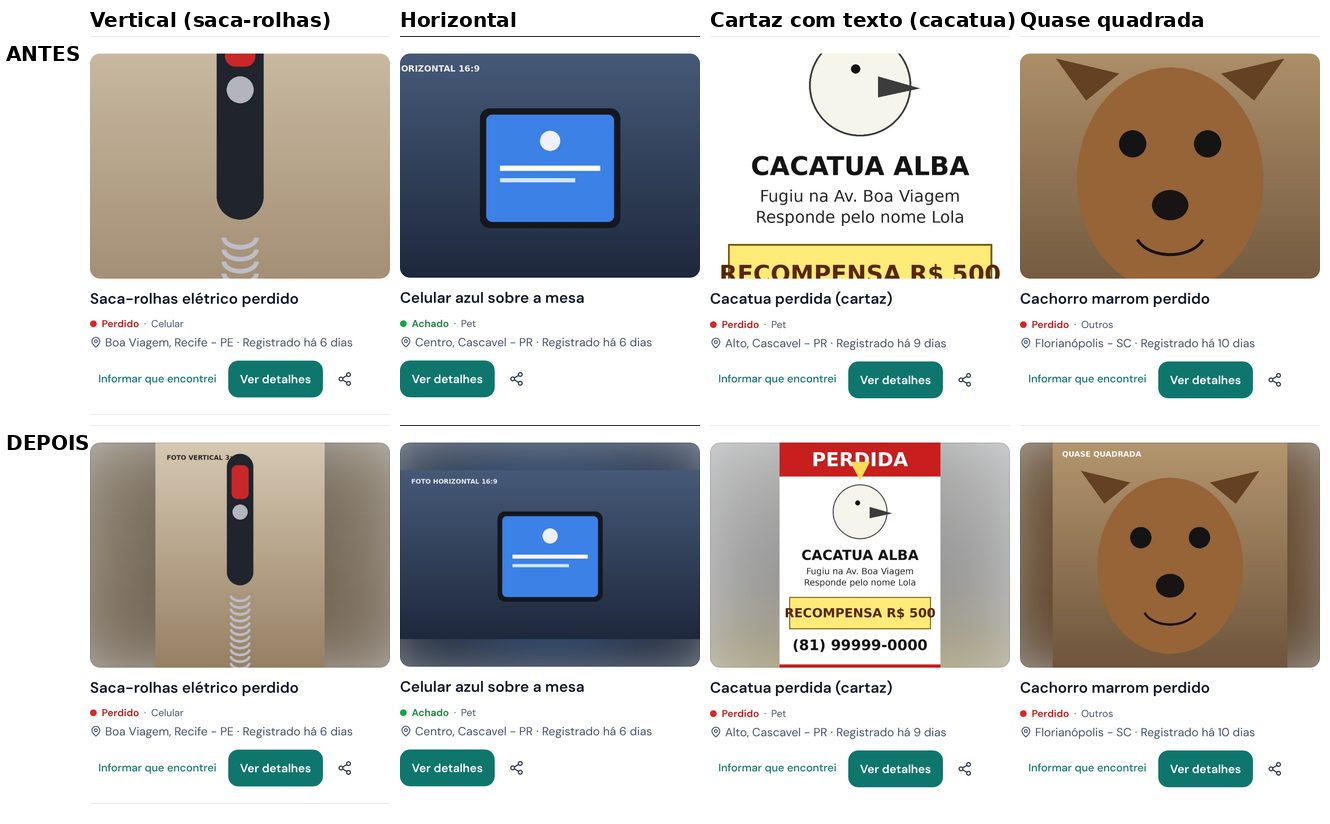 Vertical (saca-rolhas)
Horizontal
Cartaz com texto (cacatua)
Quase quadrada
ANTES
ORIZONTAL 16:9
CACATUA ALBA
Fugiu na Av. Boa Viagem
Responde pelo nome Lola
RECOMPENSA R$ 500
Saca-rolhas elétrico perdido
Perdido · Celular
Boa Viagem, Recife - PE · Registrado há 6 dias
Informar que encontrei
Ver detalhes
Celular azul sobre a mesa
Achado · Pet
Centro, Cascavel - PR · Registrado há 6 dias
Ver detalhes
Cacatua perdida (cartaz)
Perdido · Pet
Alto, Cascavel - PR · Registrado há 9 dias
Informar que encontrei
Ver detalhes
Cachorro marrom perdido
Perdido · Outros
Florianópolis - SC · Registrado há 10 dias
Informar que encontrei
Ver detalhes
DEPOIS
FOTO VERTICAL
FOTO HORIZONTAL 16:9
PERDIDA
CACATUA ALBA
Fugiu na Av. Boa Viagem
Responde pelo nome Lola
RECOMPENSA R$ 500
(81) 99999-0000
QUASE QUADRADA
Saca-rolhas elétrico perdido
Perdido · Celular
Boa Viagem, Recife - PE · Registrado há 6 dias
Informar que encontrei
Ver detalhes
Celular azul sobre a mesa
Achado · Pet
Centro, Cascavel - PR · Registrado há 6 dias
Ver detalhes
Cacatua perdida (cartaz)
Perdido · Pet
Alto, Cascavel - PR · Registrado há 9 dias
Informar que encontrei
Ver detalhes
Cachorro marrom perdido
Perdido · Outros
Florianópolis - SC · Registrado há 10 dias
Informar que encontrei
Ver detalhes